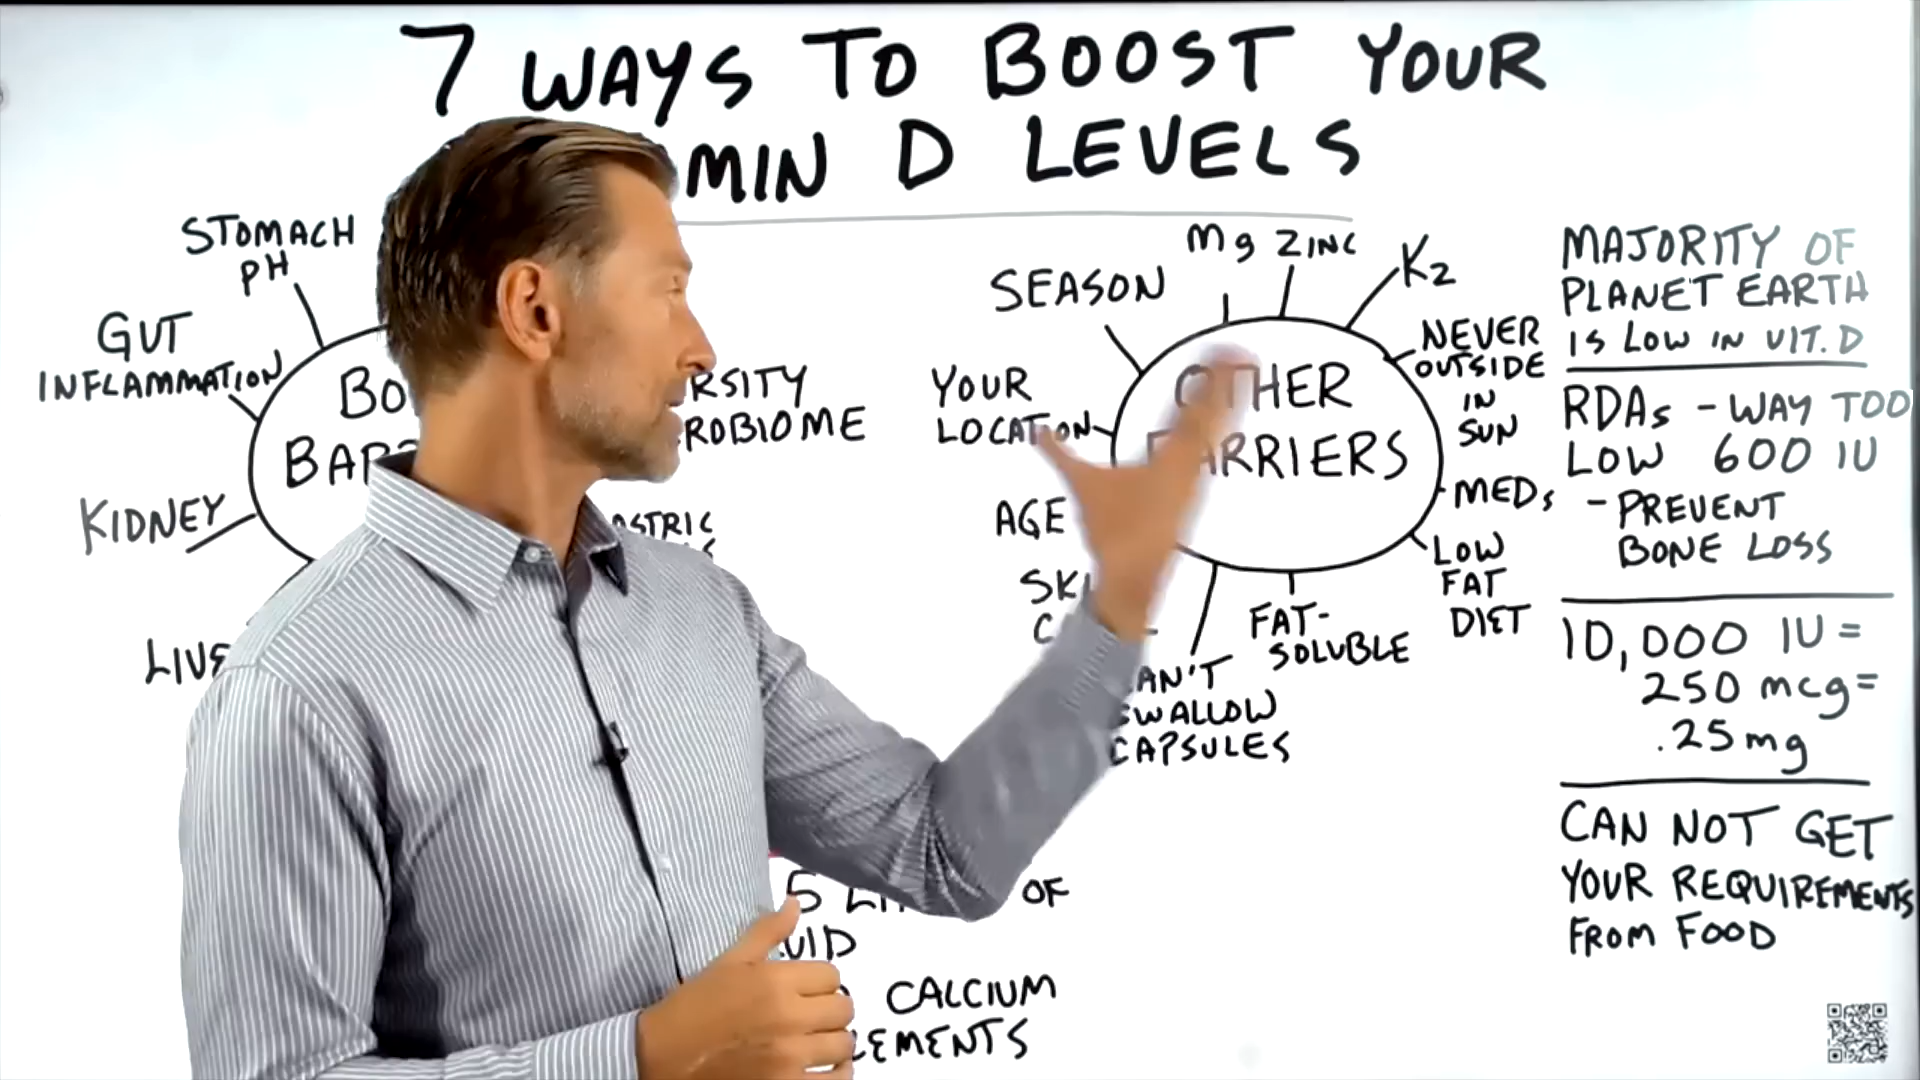 7 WAYS TO BOOST YOUR
D LEVELS
STOMACH
PH
GUT
INFLAMMATION
KIDNEY
Mg ZINC
K2
SEASON
YOUR
LOCATION
AGE
OTHER
BARRIERS
NEVER
OUTSIDE
IN
SUN
MEDs
LOW
FAT
DIET
FAT-
SOLUBLE
SWALLOW
CAPSULES
MAJORITY OF
PLANET EARTH
IS LOW IN VIT. D
RDAs - WAY TOO
LOW 600 IU
- PREVENT
BONE LOSS
10,000 IU =
250 mcg =
.25 mg
CAN NOT GET
YOUR REQUIREMENTS
FROM FOOD
OF
CALCIUM